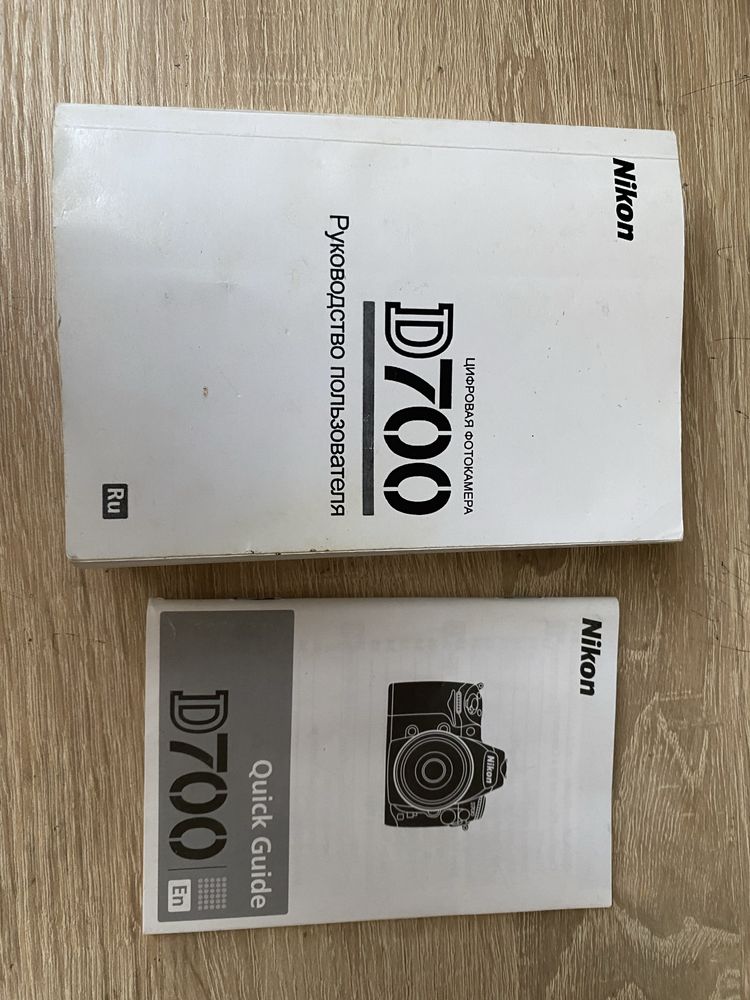 Nikon
ЦИФРОВАЯ ФОТОКАМЕРА
D700
Руководство пользователя
Ru
Nikon
Nikon
Quick Guide
D700
En